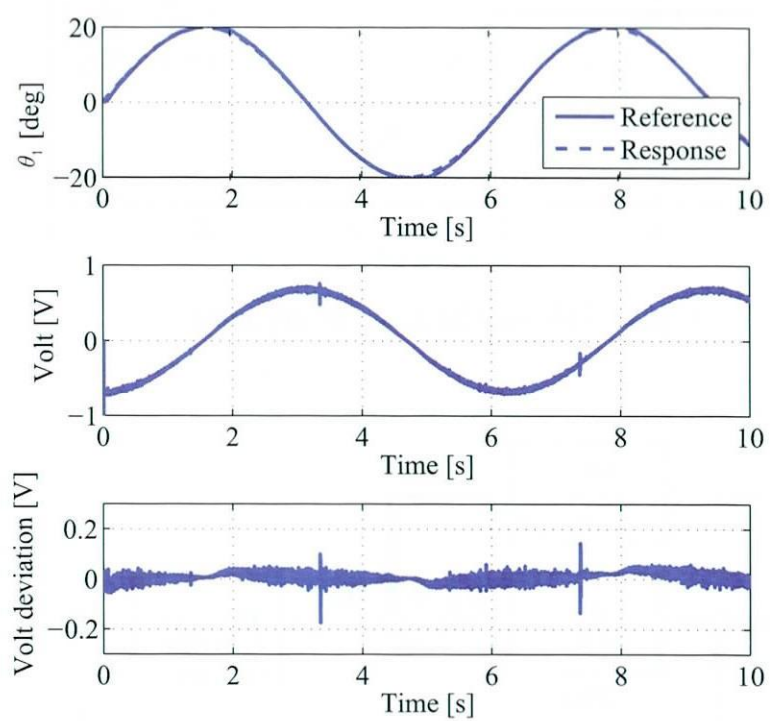 20
0
−20
θ1 [deg]
Reference
Response
0 2 4 6 8 10
Time [s]
1
0
−1
Volt [V]
0 2 4 6 8 10
Time [s]
0.2
0
−0.2
Volt deviation [V]
0 2 4 6 8 10
Time [s]